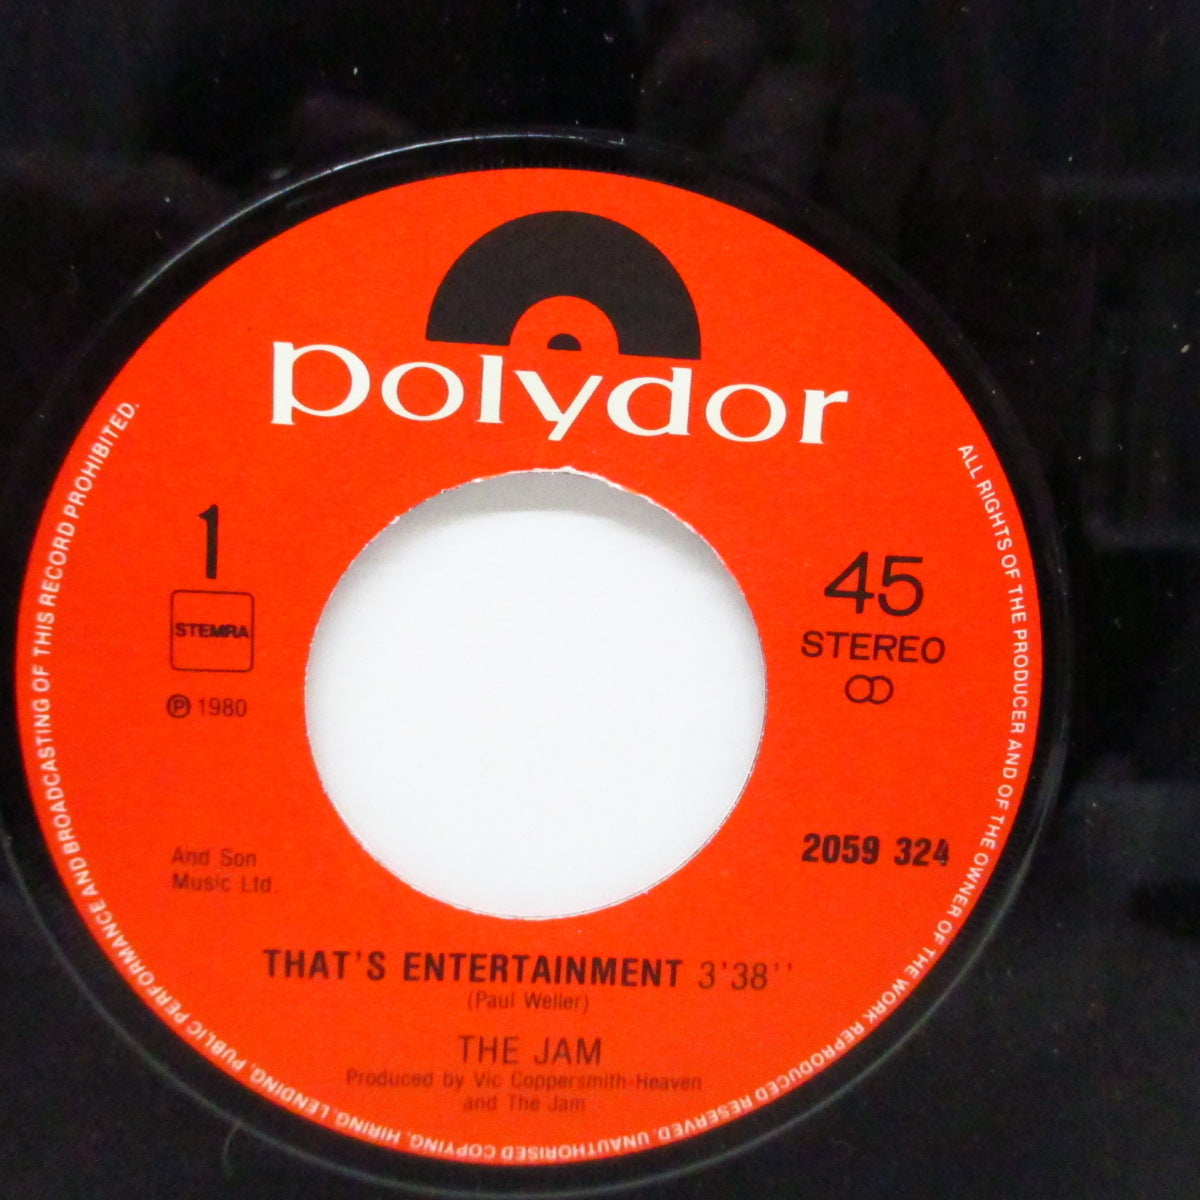 polydor
1
STEMRA
℗ 1980
45
STEREO
And Son
Music Ltd.
2059 324
THAT'S ENTERTAINMENT 3'38''
(Paul Weller)
THE JAM
Produced by Vic Coppersmith-Heaven
and The Jam
ALL RIGHTS OF THE PRODUCER AND OF THE OWNER OF THE WORK REPRODUCED RESERVED. UNAUTHORISED COPYING, HIRING, LENDING, PUBLIC PERFORMANCE AND BROADCASTING OF THIS RECORD PROHIBITED.